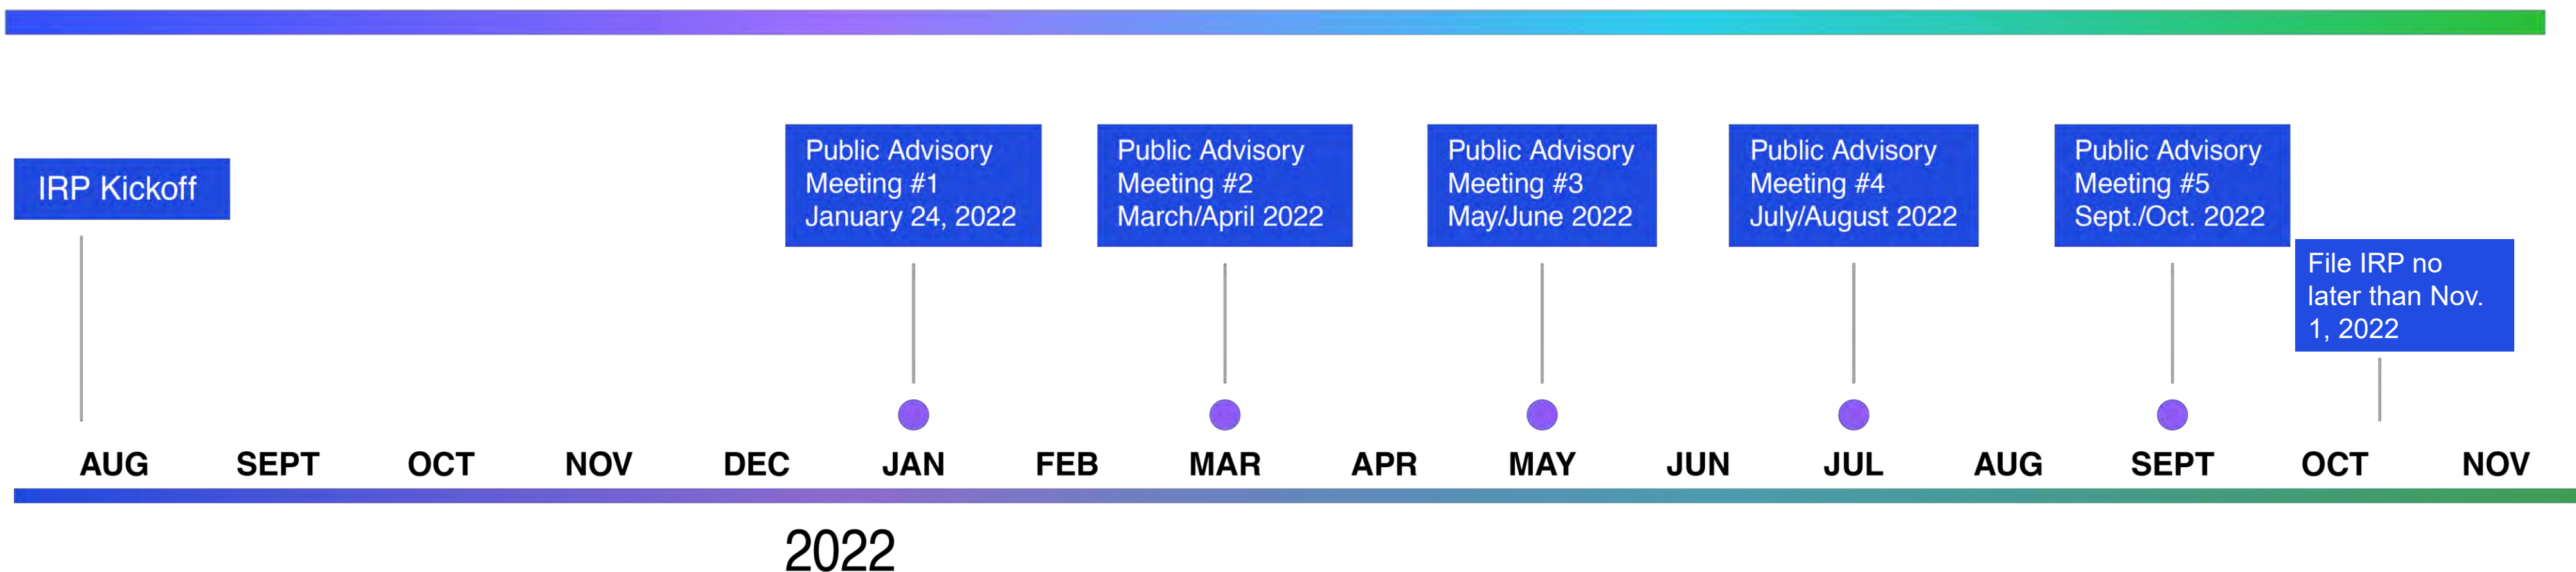 IRP Kickoff
Public Advisory
Meeting #1
January 24, 2022
Public Advisory
Meeting #2
March/April 2022
Public Advisory
Meeting #3
May/June 2022
Public Advisory
Meeting #4
July/August 2022
Public Advisory
Meeting #5
Sept./Oct. 2022
File IRP no
later than Nov.
1, 2022
AUG SEPT OCT NOV DEC JAN FEB MAR APR MAY JUN JUL AUG SEPT OCT NOV
2022